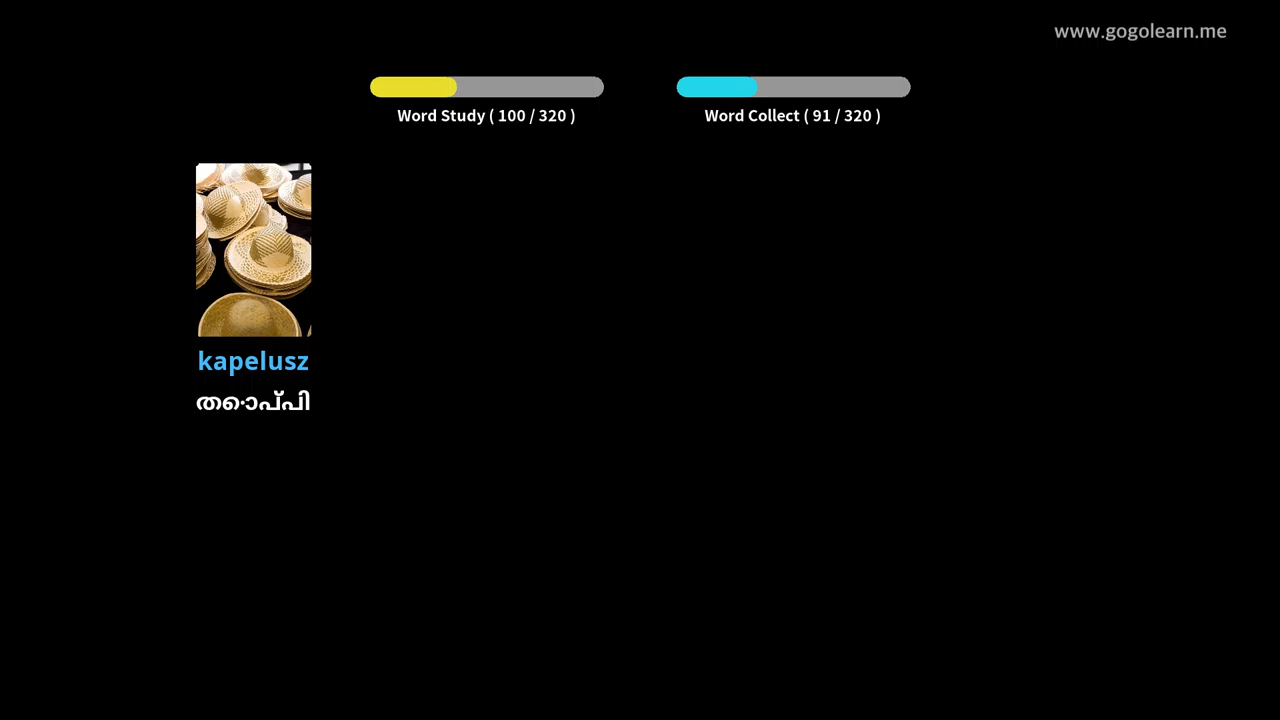 www.gogolearn.me
Word Study ( 100 / 320 )
Word Collect ( 91 / 320 )
kapelusz
തൊപ്പി